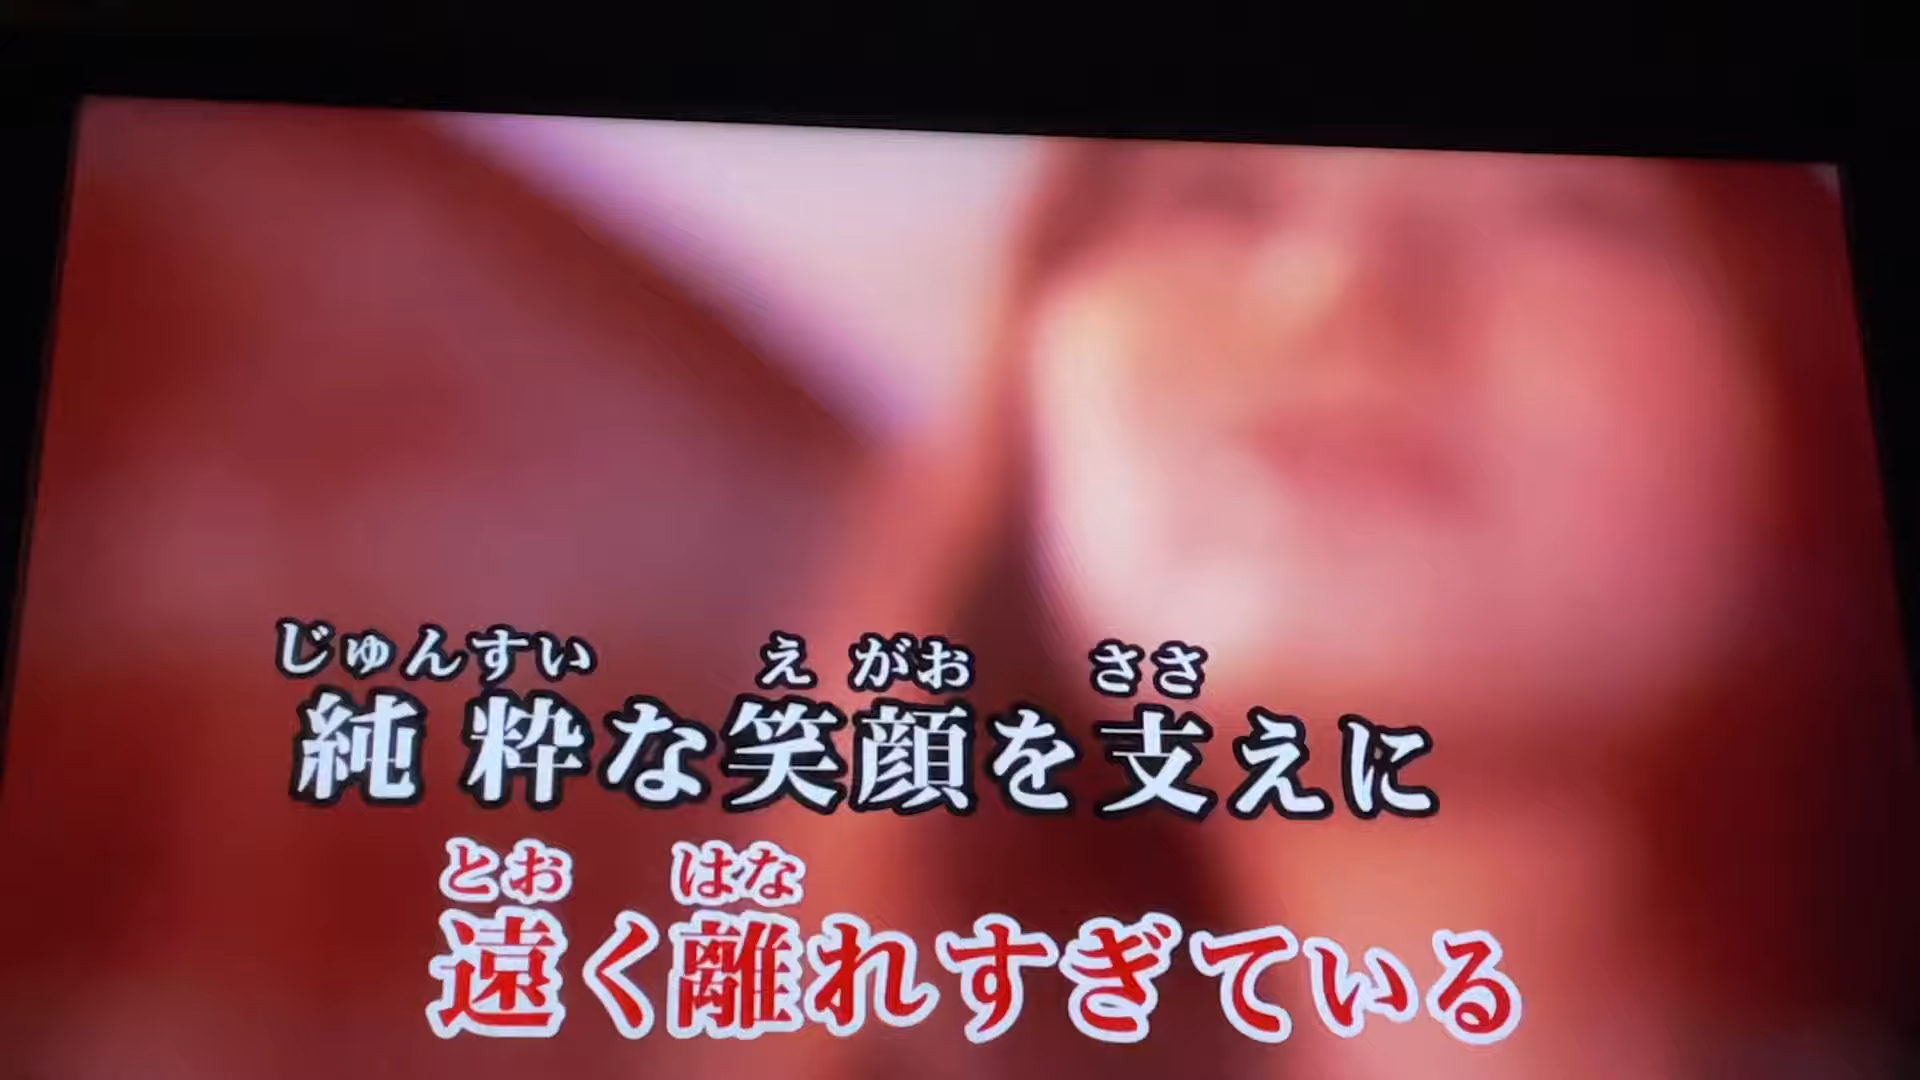 じゅんすい え がお ささ
純粋な笑顔を支えに
とお はな
遠く離れすぎている